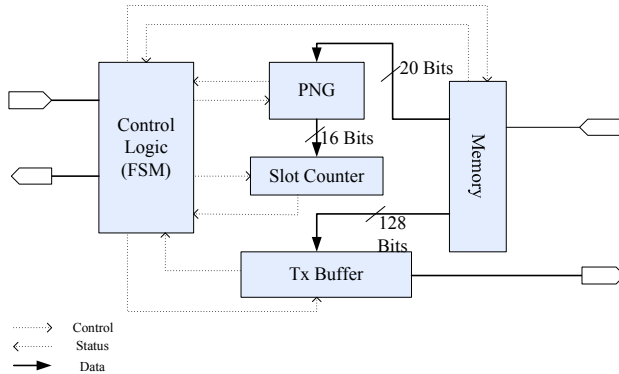 20 Bits
PNG
Control
Logic
(FSM)
16 Bits
Memory
Slot Counter
128
Bits
Tx Buffer
Control
Status
Data